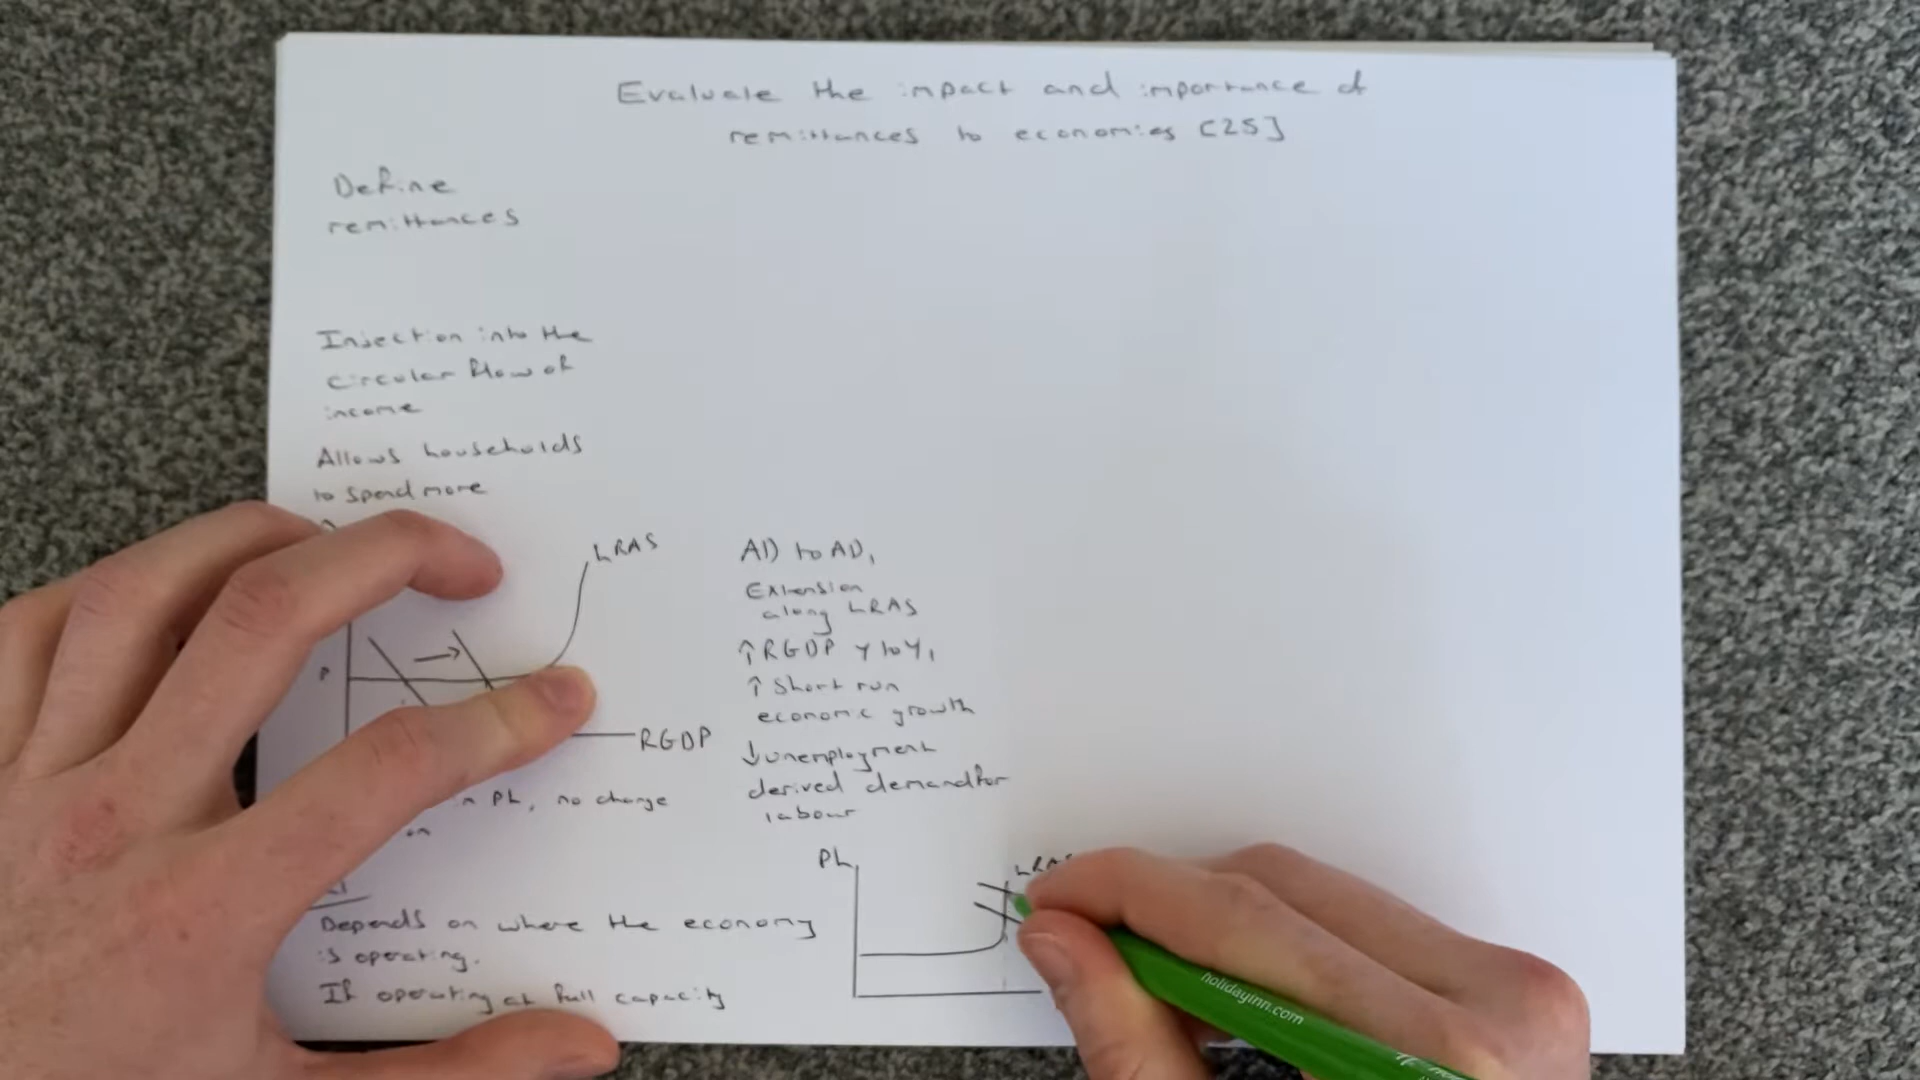 Evaluate the impact and importance of
remittances to economies [25]
Define
remittances
Injection into the
circular flow of
income
Allows households
to spend more
LRAS
P
RGDP
in PL, no change
on
AD to AD₁
Extension
along LRAS
↑ RGDP Y to Y₁
↑ Short run
economic growth
↓ unemployment
derived demand for
labour
Depends on where the economy
is operating.
If operating at full capacity
PL
holidayinn.com